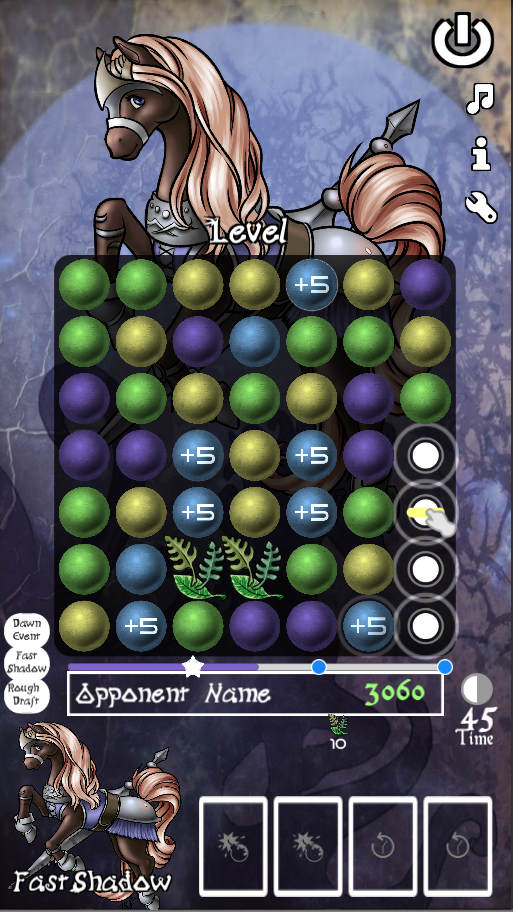 Level
+5
+5 +5
+5 +5
+5 +5
Dawn
Event
Fast
Shadow
Rough
Draft
Opponent Name 3060
45
Time
10
Fast Shadow